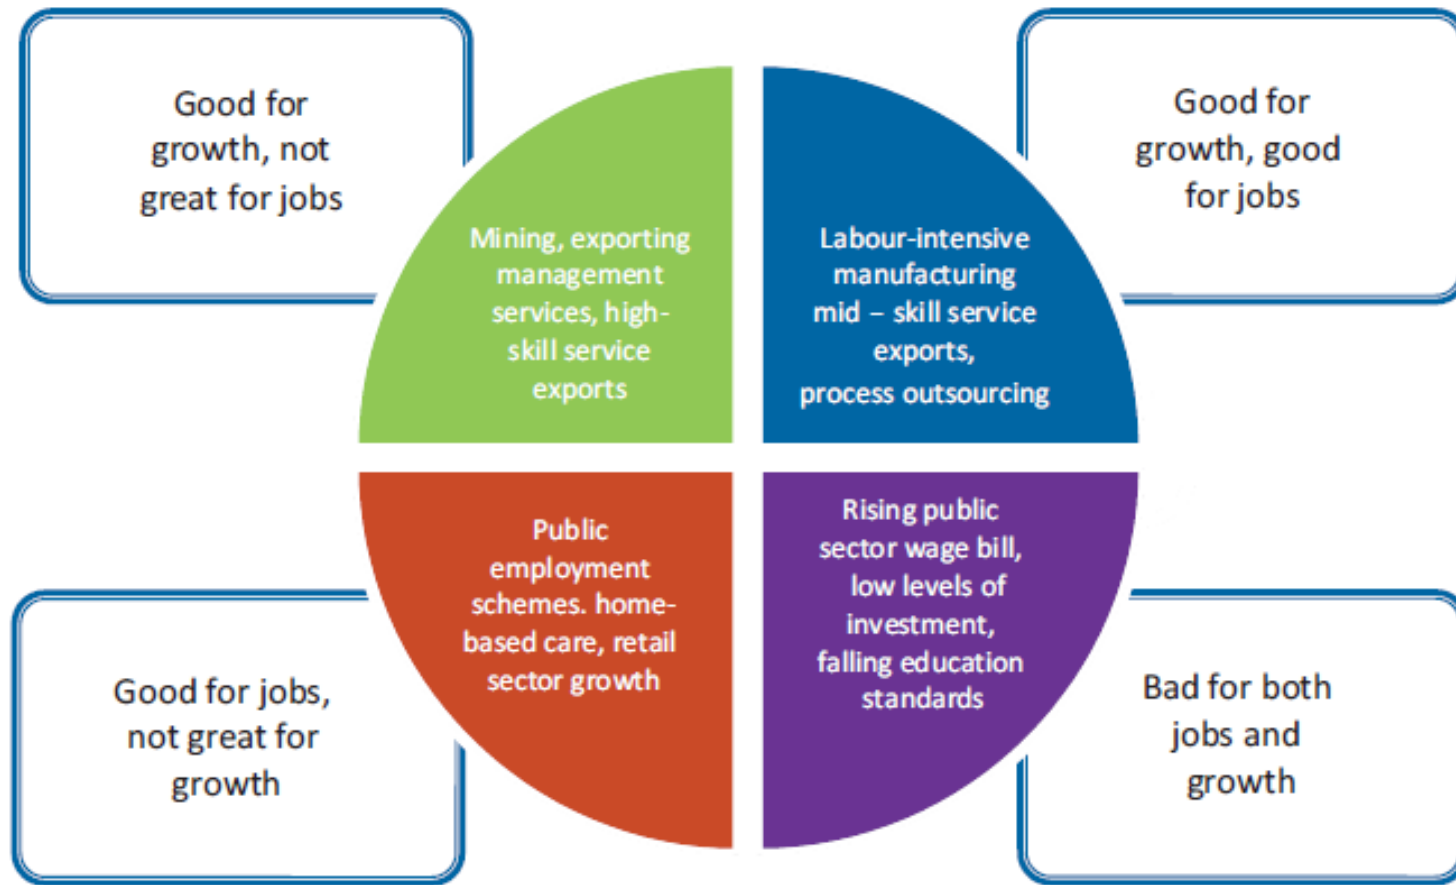 Good for
growth, not
great for jobs
Good for
growth, good
for jobs
Mining, exporting
management
services, high-
skill service
exports
Labour-intensive
manufacturing
mid – skill service
exports,
process outsourcing
Public
employment
schemes. home-
based care, retail
sector growth
Rising public
sector wage bill,
low levels of
investment,
falling education
standards
Good for jobs,
not great for
growth
Bad for both
jobs and
growth